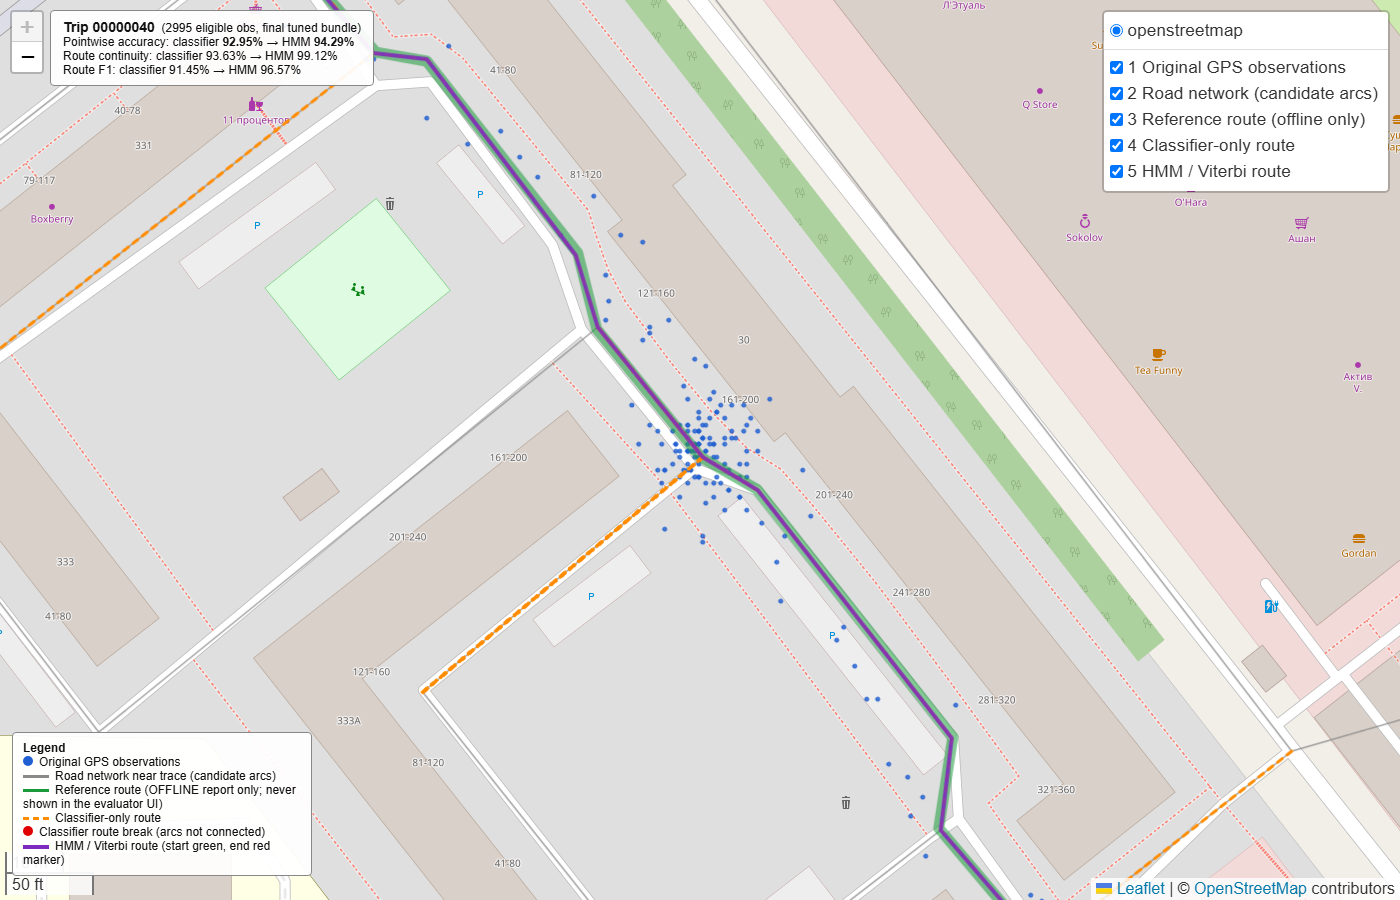 Trip 00000040 (2995 eligible obs, final tuned bundle)
Pointwise accuracy: classifier 92.95% → HMM 94.29%
Route continuity: classifier 93.63% → HMM 99.12%
Route F1: classifier 91.45% → HMM 96.57%
+
−
openstreetmap
1 Original GPS observations
2 Road network (candidate arcs)
3 Reference route (offline only)
4 Classifier-only route
5 HMM / Viterbi route
Л'Этуаль
Q Store
O'Hara
Sokolov
Ашан
Tea Funny
Актив
V.
Gordan
41-80
40-78
11 процентов
331
79-117
Boxberry
P
P
81-120
121-160
30
161-200
161-200
201-240
201-240
333
41-80
P
241-280
P
121-160
333А
281-320
81-120
321-360
41-80
Legend
Original GPS observations
Road network near trace (candidate arcs)
Reference route (OFFLINE report only; never
shown in the evaluator UI)
Classifier-only route
Classifier route break (arcs not connected)
HMM / Viterbi route (start green, end red
marker)
50 ft
Leaflet | © OpenStreetMap contributors